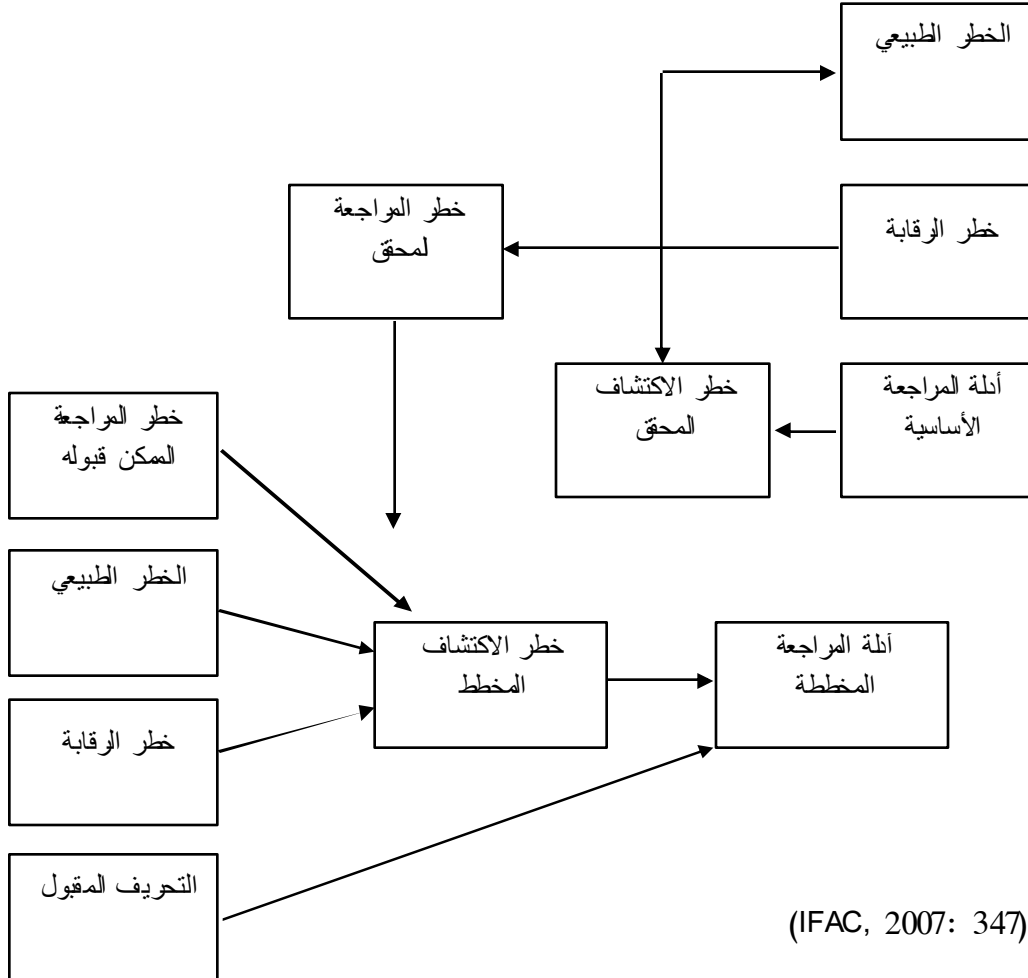 الخطر الطبيعي
خطر المراجعة
لمحقق
خطر الرقابة
أدلة المراجعة
الأساسية
خطر الاكتشاف
المحقق
خطر المراجعة
الممكن قبوله
الخطر الطبيعي
خطر الاكتشاف
المخطط
أدلة المراجعة
المخططة
خطر الرقابة
التحريف المقبول
(IFAC, 2007: 347)